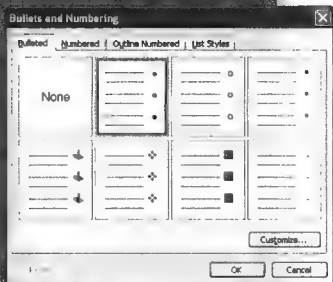 Bullets and Numbering
Bulleted Numbered Outline Numbered List Styles
None
Customize...
OK Cancel